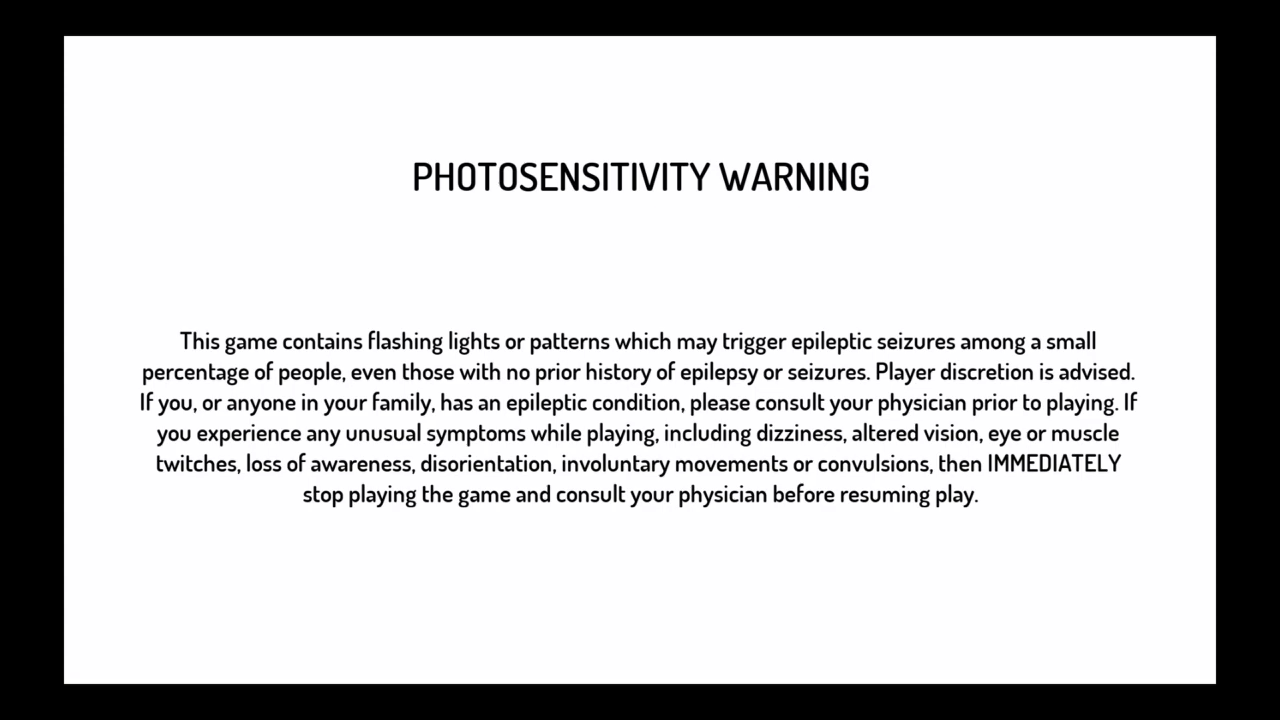 PHOTOSENSITIVITY WARNING
This game contains flashing lights or patterns which may trigger epileptic seizures among a small
percentage of people, even those with no prior history of epilepsy or seizures. Player discretion is advised.
If you, or anyone in your family, has an epileptic condition, please consult your physician prior to playing. If
you experience any unusual symptoms while playing, including dizziness, altered vision, eye or muscle
twitches, loss of awareness, disorientation, involuntary movements or convulsions, then IMMEDIATELY
stop playing the game and consult your physician before resuming play.